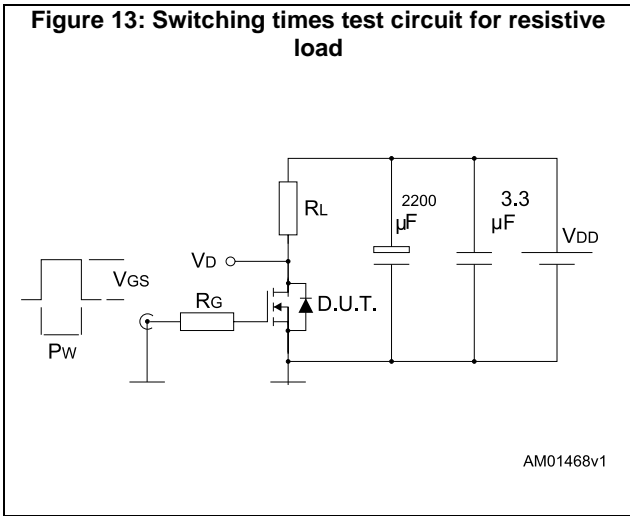 Figure 13: Switching times test circuit for resistive
load
RL
2200
µF
3.3
µF
VDD
VD
VGS
RG
D.U.T.
PW
AM01468v1